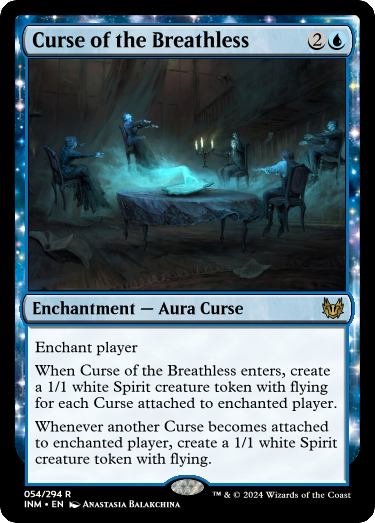 Curse of the Breathless 2
Enchantment — Aura Curse
Enchant player
When Curse of the Breathless enters, create
a 1/1 white Spirit creature token with flying
for each Curse attached to enchanted player.
Whenever another Curse becomes attached
to enchanted player, create a 1/1 white Spirit
creature token with flying.
054/294 R
INM • EN Anastasia Balakchina
™ & © 2024 Wizards of the Coast